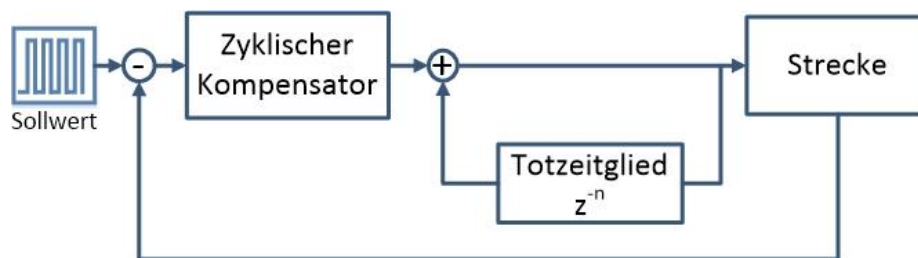 Zyklischer
Kompensator
-
+
Strecke
Sollwert
Totzeitglied
z⁻ⁿ